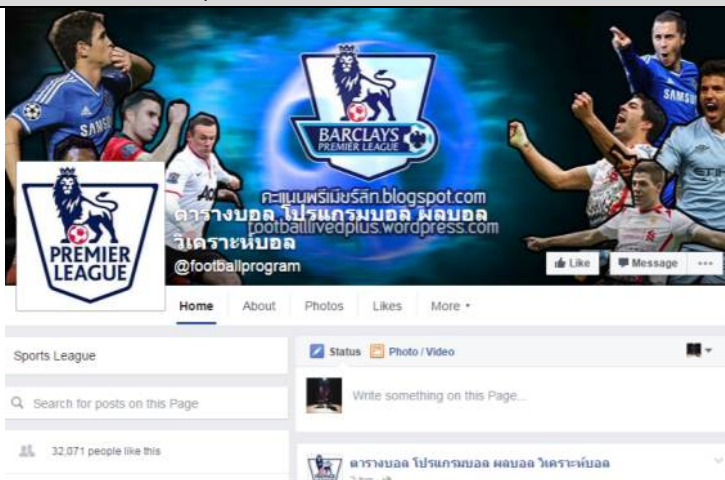 BARCLAYS
PREMIER LEAGUE
SAMSU
คะแนนพรีเมียร์ลีก.blogspot.com
ตารางบอล โปรแกรมบอล ผลบอล
footballlivedplus.wordpress.com
วิเคราะห์บอล
@footballprogram
PREMIER
LEAGUE
Like
Message
Home About Photos Likes More
Sports League
Status Photo / Video
Search for posts on this Page
Write something on this Page...
32,071 people like this
ตารางบอล โปรแกรมบอล ผลบอล วิเคราะห์บอล